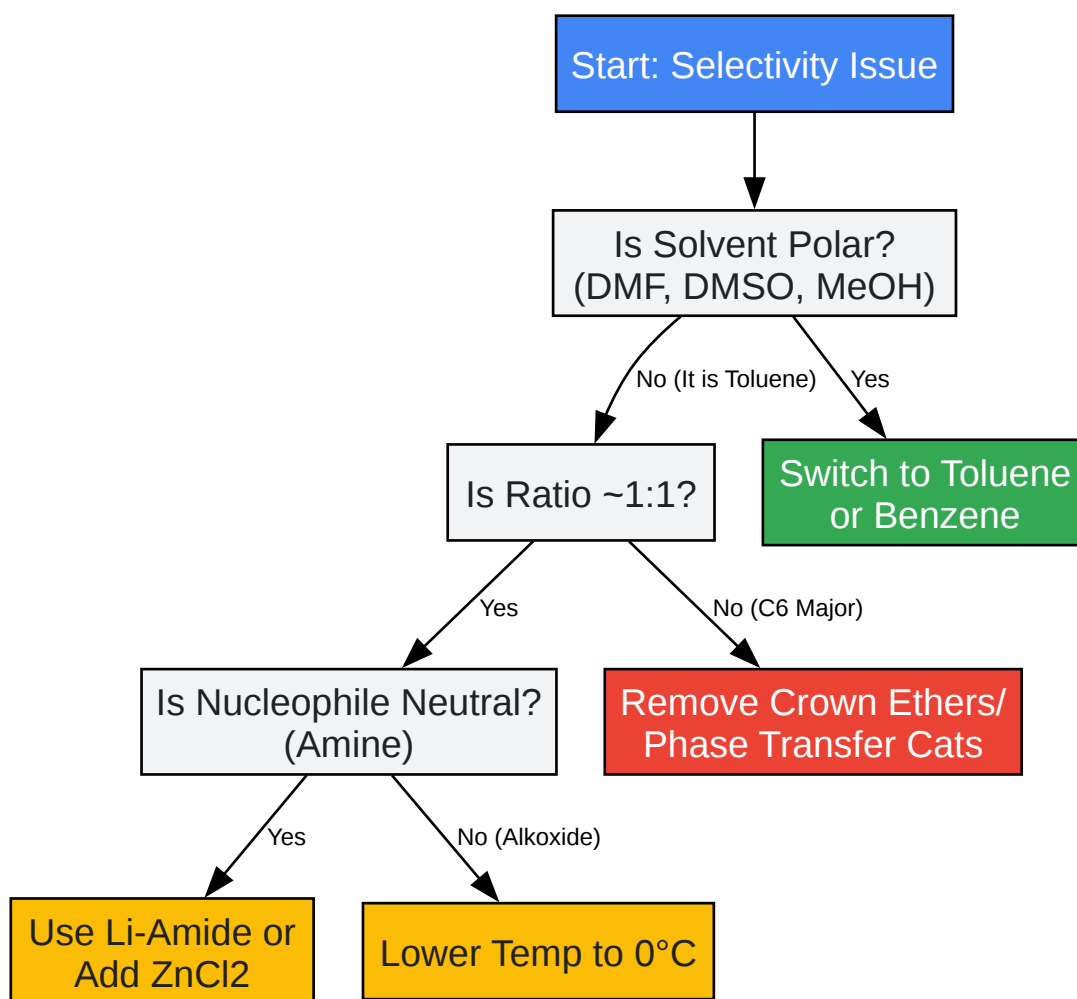 Start: Selectivity Issue
Is Solvent Polar?
(DMF, DMSO, MeOH)
No (It is Toluene)
Yes
Is Ratio ~1:1?
Switch to Toluene
or Benzene
Yes
No (C6 Major)
Is Nucleophile Neutral?
(Amine)
Remove Crown Ethers/
Phase Transfer Cats
Yes
No (Alkoxide)
Use Li-Amide or
Add ZnCl2
Lower Temp to 0°C